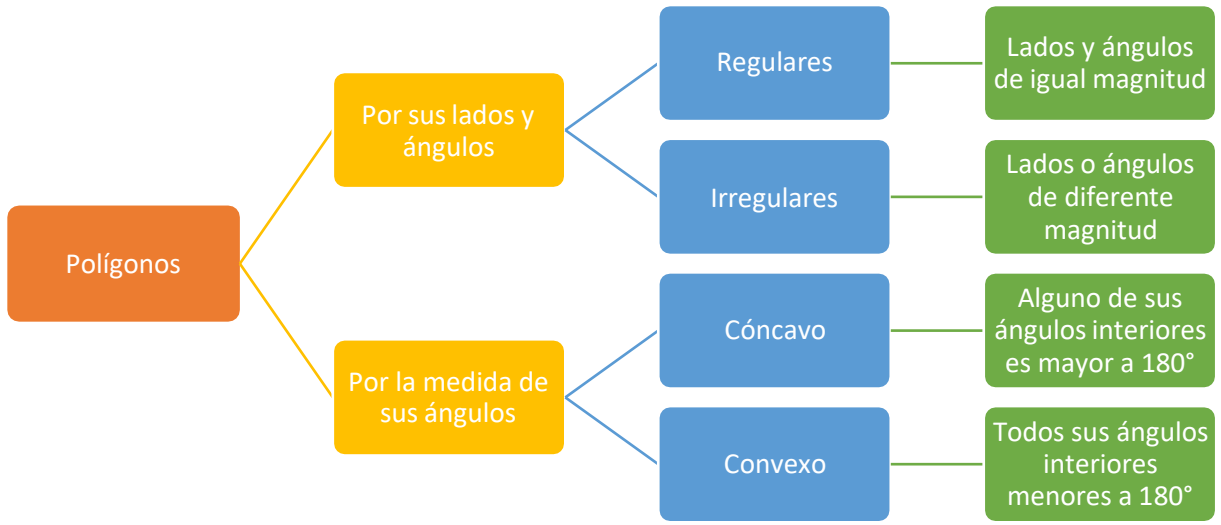 Polígonos
Por sus lados y
ángulos
Regulares
Lados y ángulos
de igual magnitud
Irregulares
Lados o ángulos
de diferente
magnitud
Por la medida de
sus ángulos
Cóncavo
Alguno de sus
ángulos interiores
es mayor a 180°
Convexo
Todos sus ángulos
interiores
menores a 180°